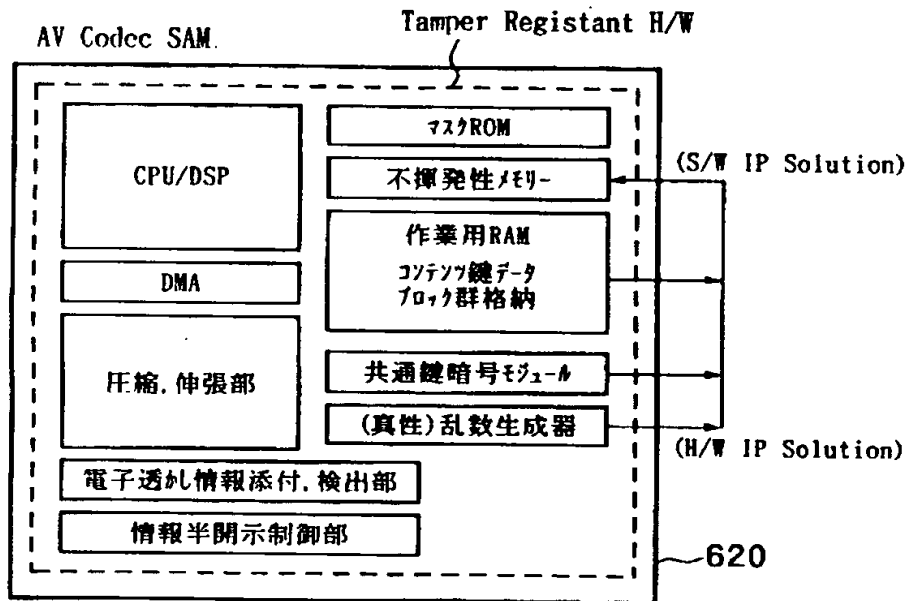 Tamper Registant H/W
AV Codec SAM.
CPU/DSP
DMA
圧縮.伸張部
電子透かし情報添付.検出部
情報半開示制御部
マスクROM
不揮発性メモリー
作業用RAM
コンテンツ鍵データ
ブロック群格納
共通鍵暗号モジュール
(真性)乱数生成器
(S/W IP Solution)
(H/W IP Solution)
620